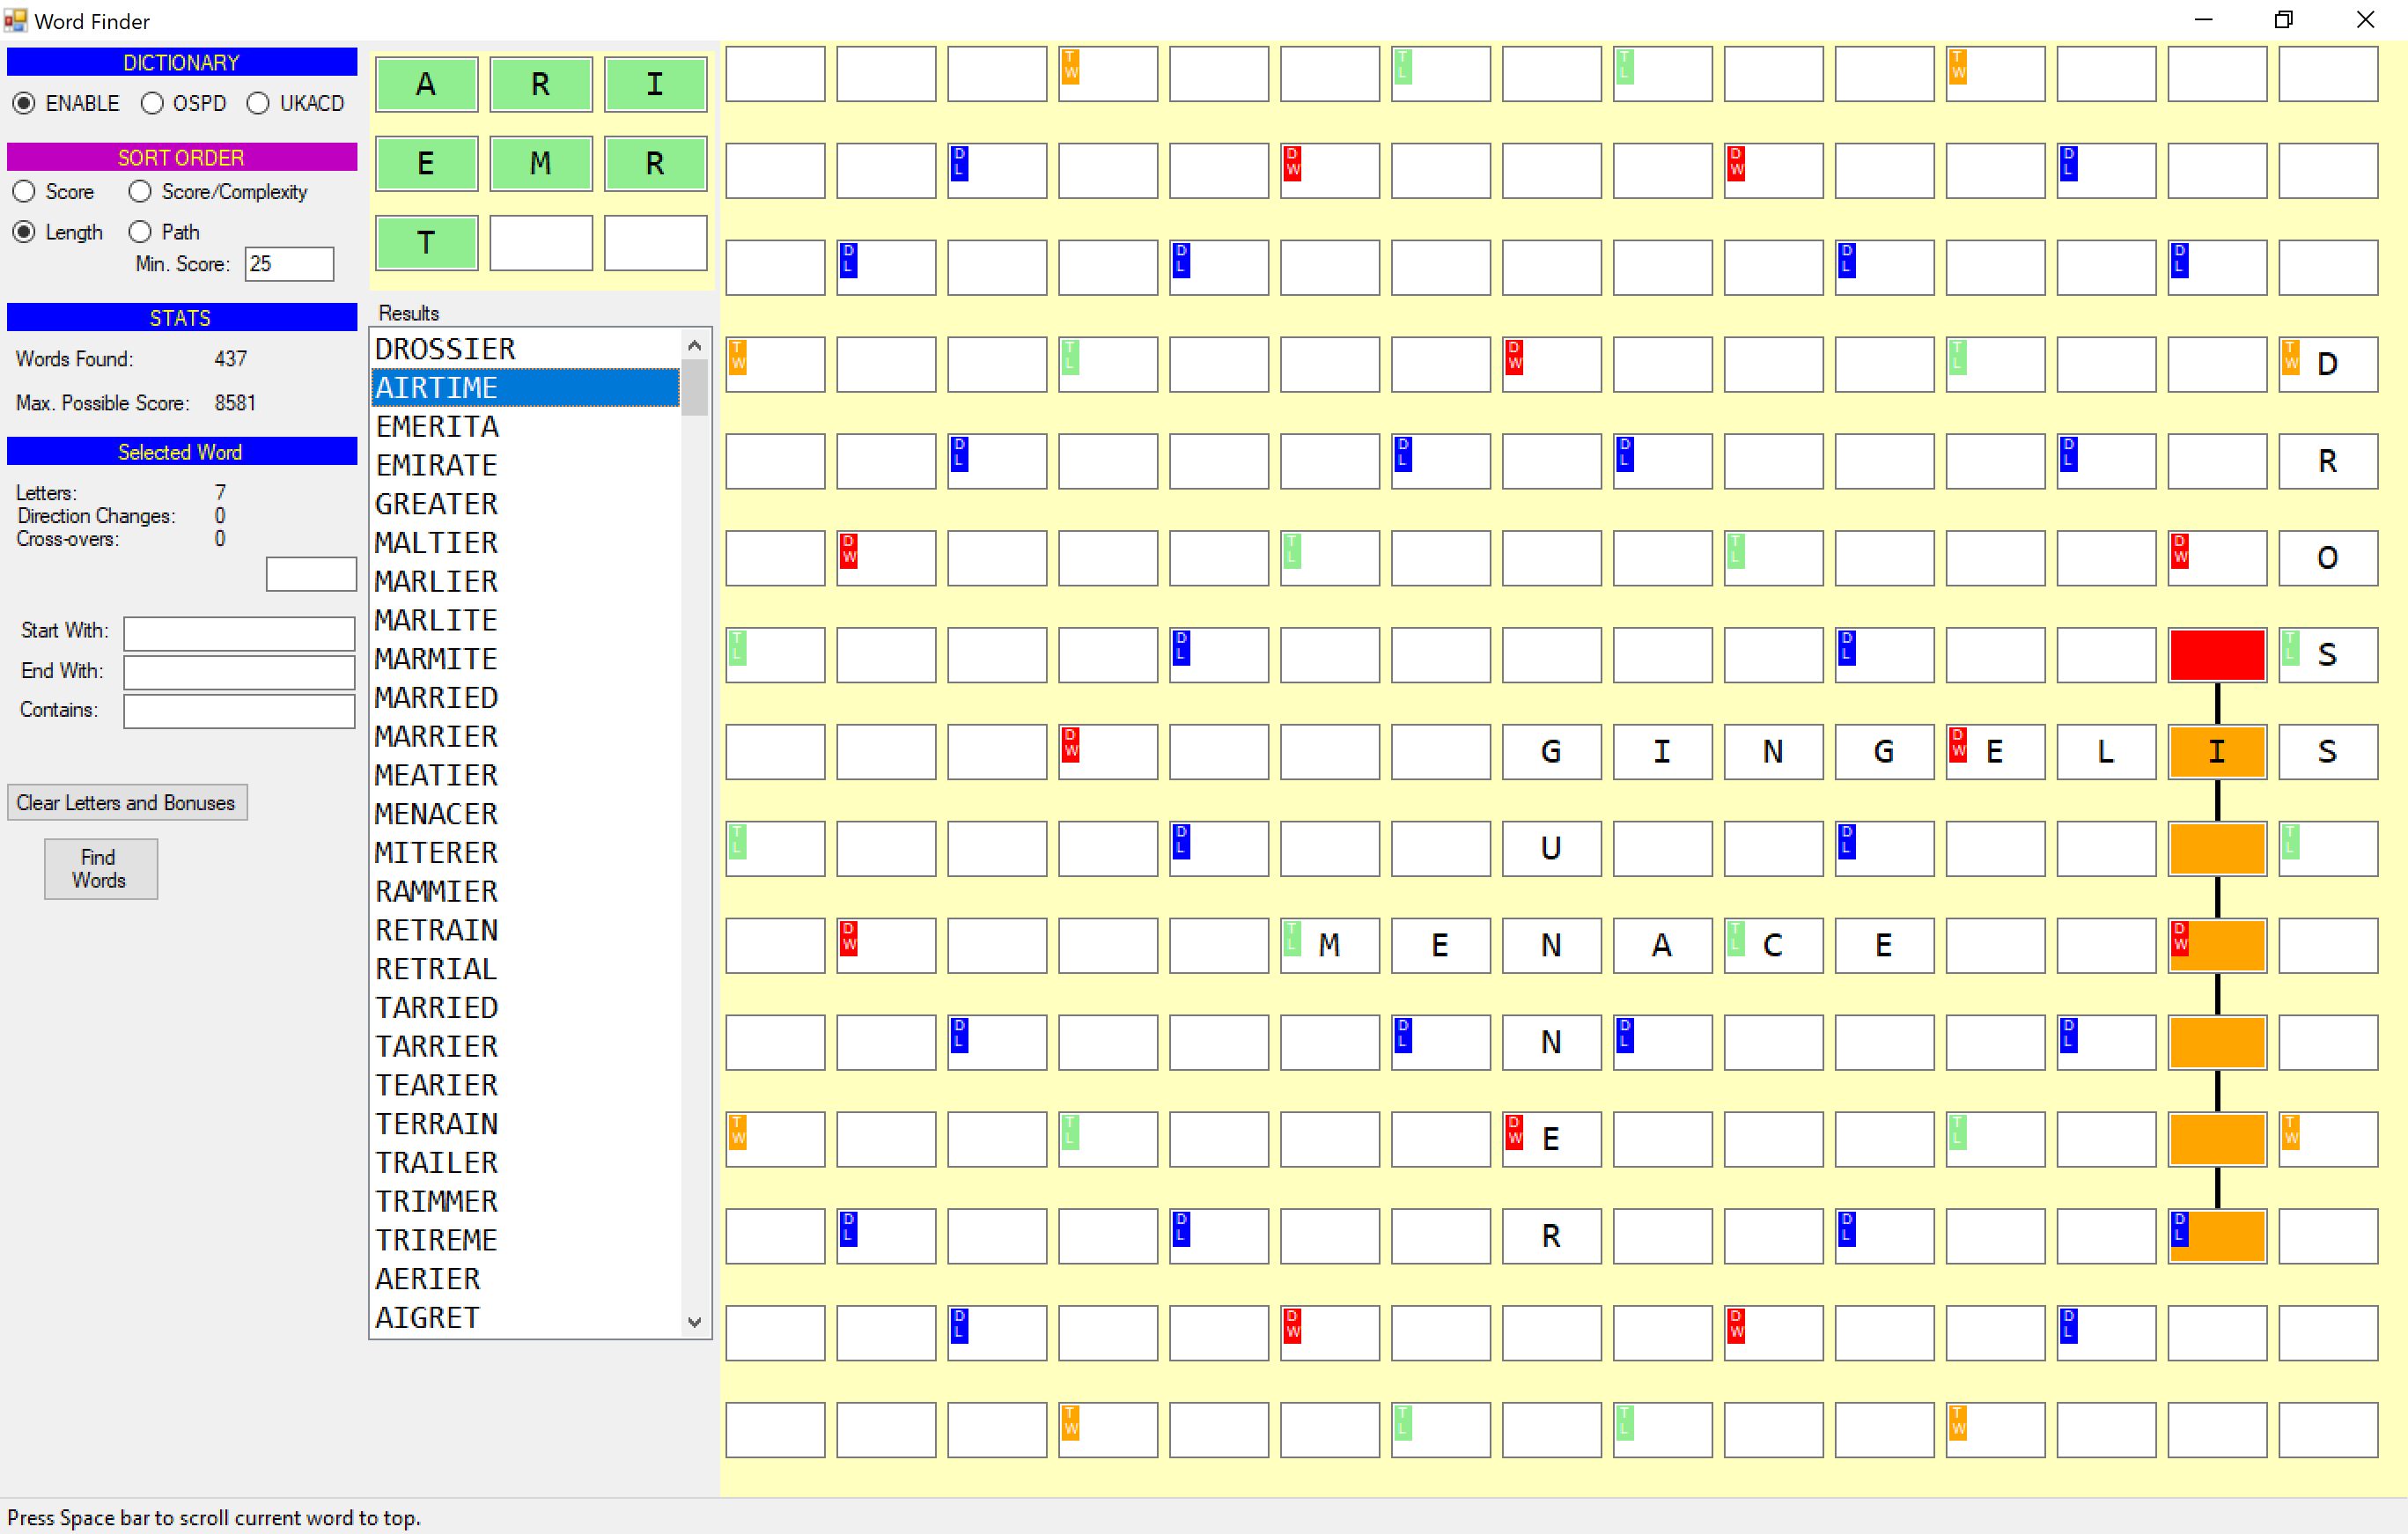 Word Finder
DICTIONARY
ENABLE OSPD UKACD
SORT ORDER
Score Score/Complexity
Length Path
Min. Score: 25
STATS
Words Found: 437
Max. Possible Score: 8581
Selected Word
Letters: 7
Direction Changes: 0
Cross-overs: 0
Start With:
End With:
Contains:
Clear Letters and Bonuses
Find
Words
A R I
E M R
T
Results
DROSSIER
AIRTIME
EMERITA
EMIRATE
GREATER
MALTIER
MARLIER
MARLITE
MARMITE
MARRIED
MARRIER
MEATIER
MENACER
MITERER
RAMMIER
RETRAIN
RETRIAL
TARRIED
TARRIER
TEARIER
TERRAIN
TRAILER
TRIMMER
TRIREME
AERIER
AIGRET
TW TL TL TW
DL DW DW DL
DL DL DL DL
TW TL DW TL TW D
DL DL DL DL R
DW TL TL DW O
TL DL DL TL S
DW G I N G DW E L I S
TL DL U DL TL
DW TL M E N A TL C E DW
DL DL N DL DL
TW TL DW E TL TW
DL DL R DL DL
DL DW DW DL
TW TL TL TW
Press Space bar to scroll current word to top.